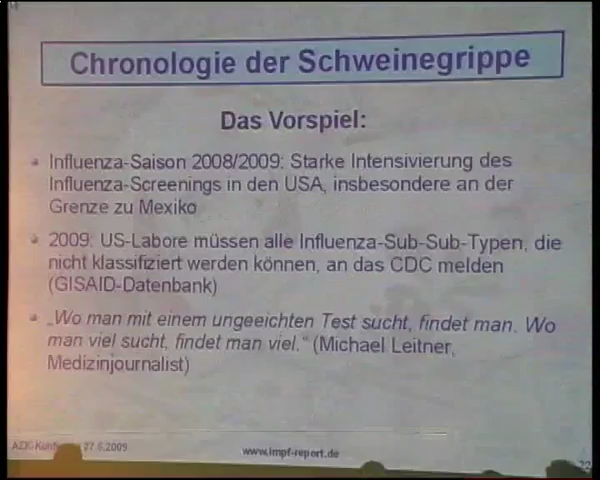 Chronologie der Schweinegrippe
Das Vorspiel:
Influenza-Saison 2008/2009: Starke Intensivierung des
Influenza-Screenings in den USA, insbesondere an der
Grenze zu Mexiko
2009: US-Labore müssen alle Influenza-Sub-Sub-Typen, die
nicht klassifiziert werden können, an das CDC melden
(GISAID-Datenbank)
„Wo man mit einem ungeeichten Test sucht, findet man. Wo
man viel sucht, findet man viel.“ (Michael Leitner,
Medizinjournalist)
www.impf-report.de